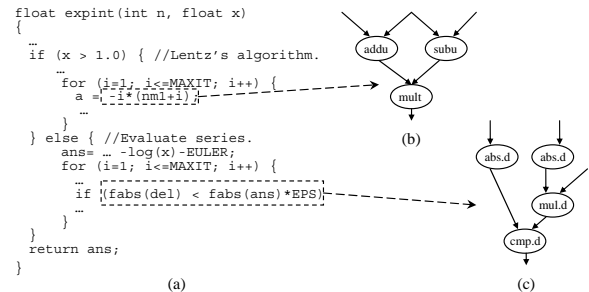 float expint(int n, float x)
{
…
if (x > 1.0) { //Lentz's algorithm.
…
for (i=1; i<=MAXIT; i++) {
a = -i*(nm1+i);
…
}
} else { //Evaluate series.
ans= … -log(x)-EULER;
for (i=1; i<=MAXIT; i++) {
…
if (fabs(del) < fabs(ans)*EPS)
…
}
}
return ans;
}
(a)
addu
subu
mult
(b)
abs.d
abs.d
mul.d
cmp.d
(c)